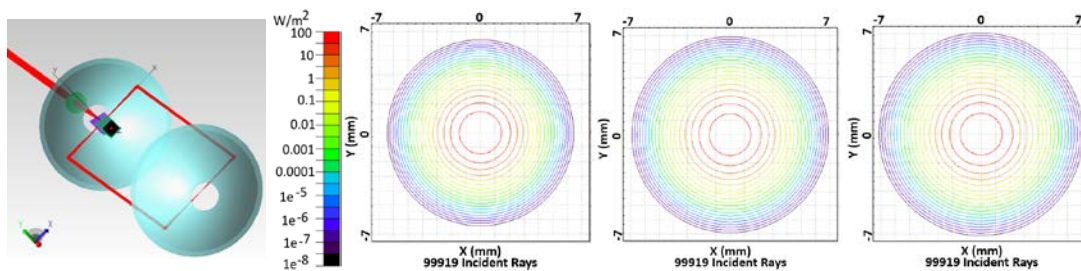 W/m²
100
10
1
0.1
0.01
0.001
0.0001
1e⁻⁵
1e⁻⁶
1e⁻⁷
1e⁻⁸
-7 0 7
7
0
-7
Y (mm)
X (mm)
99919 Incident Rays
-7 0 7
7
0
-7
Y (mm)
X (mm)
99919 Incident Rays
-7 0 7
7
0
-7
Y (mm)
X (mm)
99919 Incident Rays